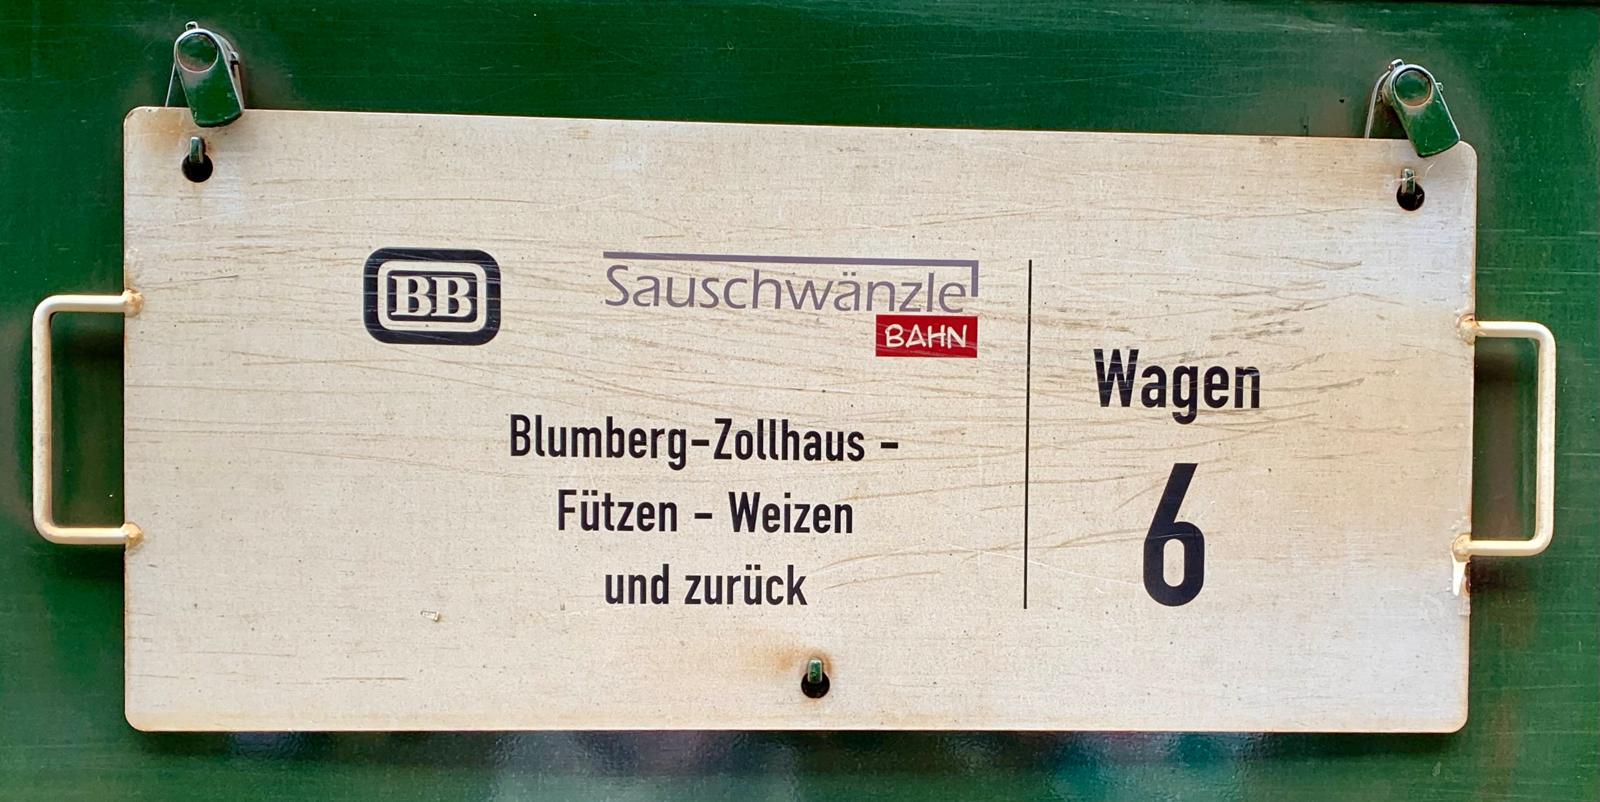 BB
Sauschwänzle
BAHN
Blumberg-Zollhaus -
Fützen - Weizen
und zurück
Wagen
6